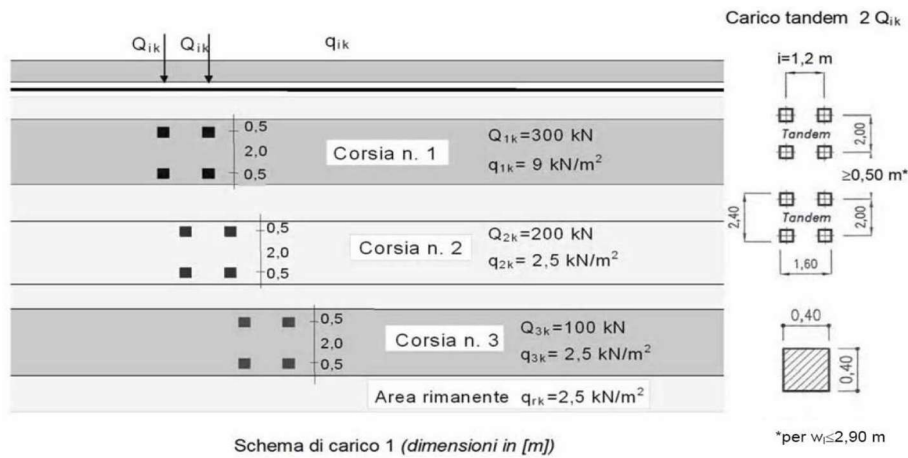 Carico tandem 2 Qik
Qik Qik qik
i=1,2 m
0,5
2,0
0,5
Corsia n. 1
Q1k=300 kN
q1k= 9 kN/m²
Tandem
2,00
≥0,50 m*
0,5
2,0
0,5
Corsia n. 2
Q2k=200 kN
q2k= 2,5 kN/m²
2,40
Tandem
2,00
1,60
0,5
2,0
0,5
Corsia n. 3
Q3k=100 kN
q3k= 2,5 kN/m²
0,40
0,40
Area rimanente qrk=2,5 kN/m²
Schema di carico 1 (dimensioni in [m])
*per wl≤2,90 m